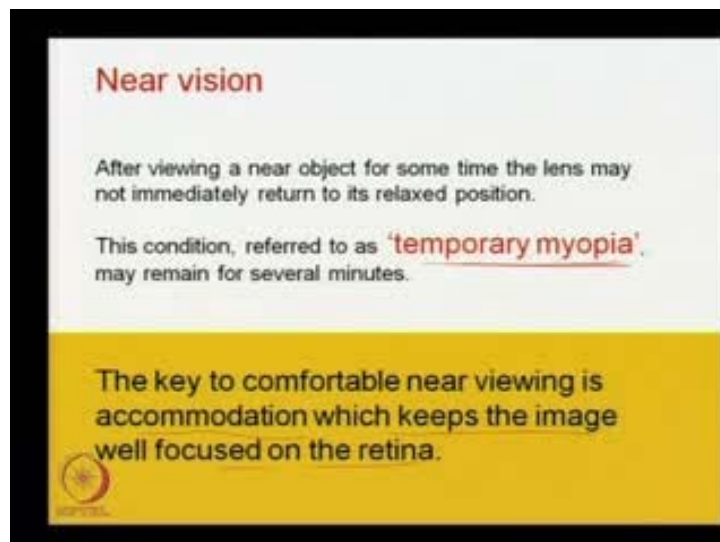 Near vision
After viewing a near object for some time the lens may
not immediately return to its relaxed position.
This condition, referred to as 'temporary myopia',
may remain for several minutes.
The key to comfortable near viewing is
accommodation which keeps the image
well focused on the retina.